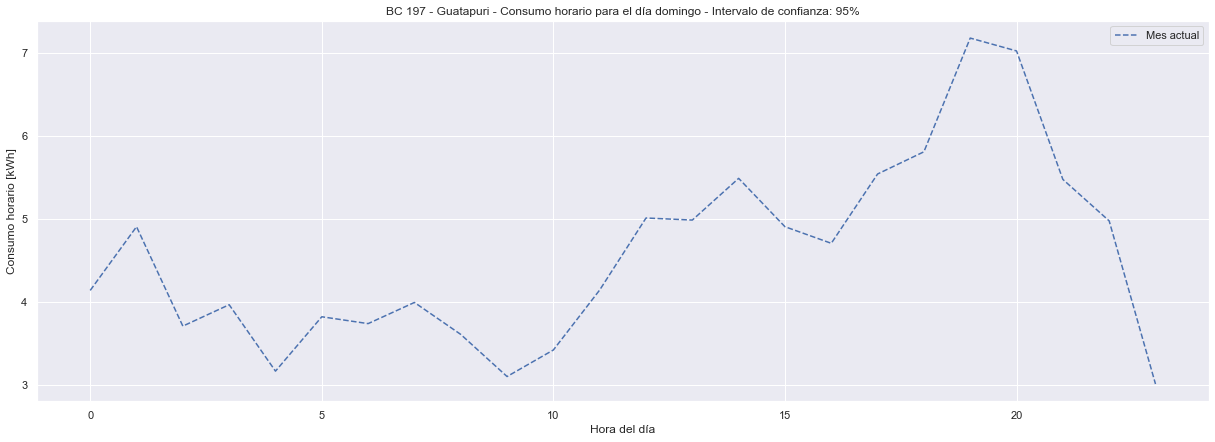 BC 197 - Guatapuri - Consumo horario para el día domingo - Intervalo de confianza: 95%
Mes actual
Consumo horario [kWh]
7
6
5
4
3
0 5 10 15 20
Hora del día